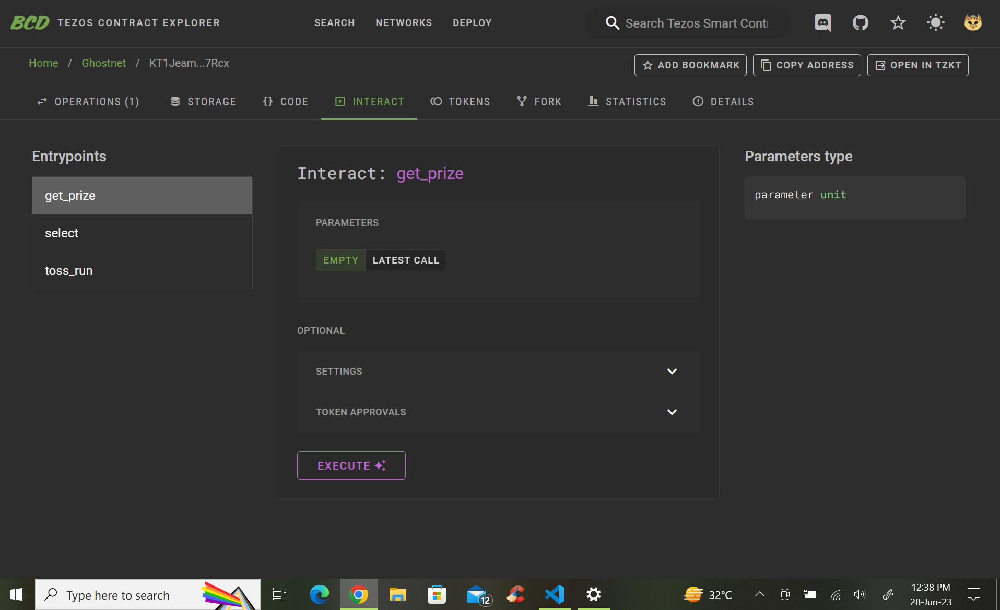 BCD TEZOS CONTRACT EXPLORER SEARCH NETWORKS DEPLOY Search Tezos Smart Contr
Home / Ghostnet / KT1Jeam...7Rcx ADD BOOKMARK COPY ADDRESS OPEN IN TZKT
OPERATIONS (1) STORAGE {} CODE INTERACT TOKENS FORK STATISTICS DETAILS
Entrypoints
get_prize
select
toss_run
Interact: get_prize
PARAMETERS
EMPTY LATEST CALL
OPTIONAL
SETTINGS
TOKEN APPROVALS
EXECUTE
Parameters type
parameter unit
Type here to search 12 32°C 12:38 PM
28-Jun-23